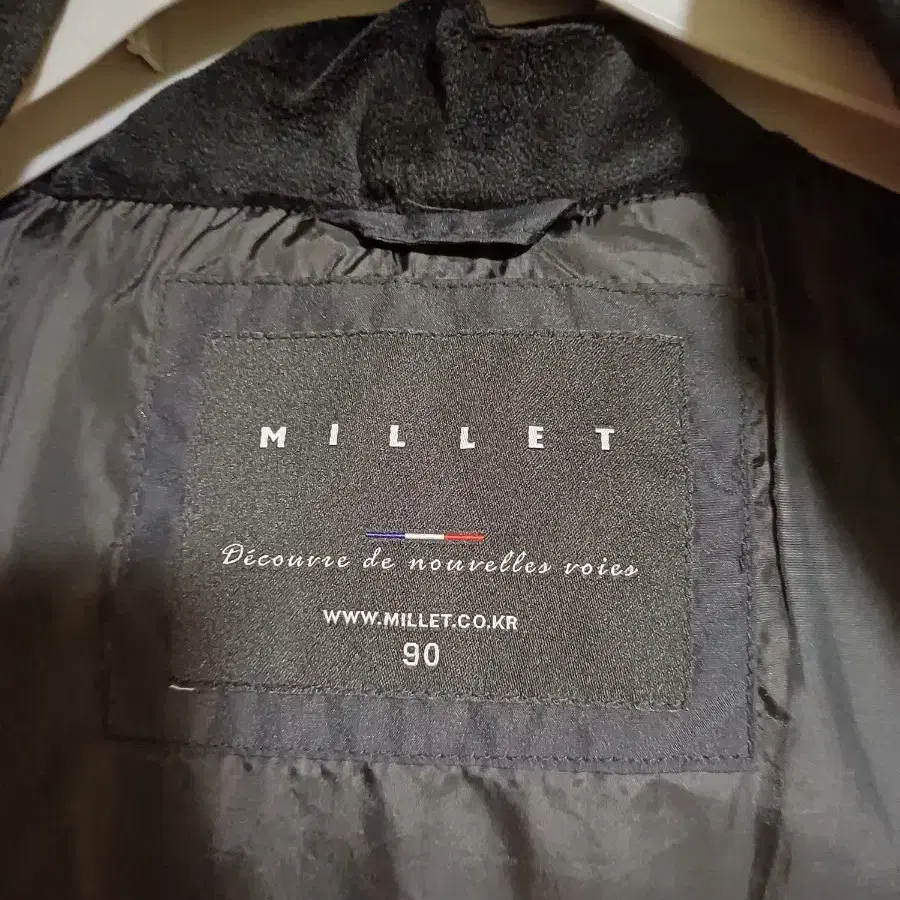 MILLET
Découvre de nouvelles voies
WWW.MILLET.CO.KR
90